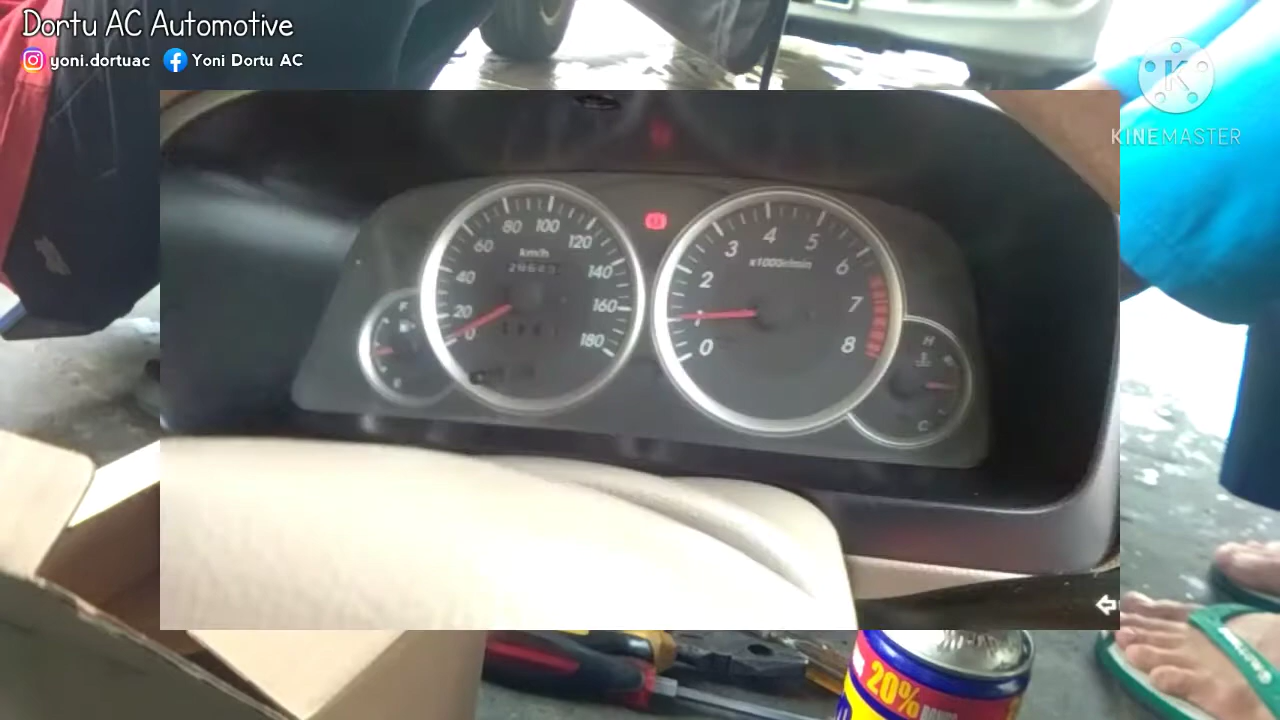 Dortu AC Automotive
yoni.dortuac Yoni Dortu AC
K
KINEMASTER
80 100
60 120
km/h
40 140
20 160
0 180
4
3 5
x1000r/min
2 6
1 7
0 8
F
E
H
C
20%